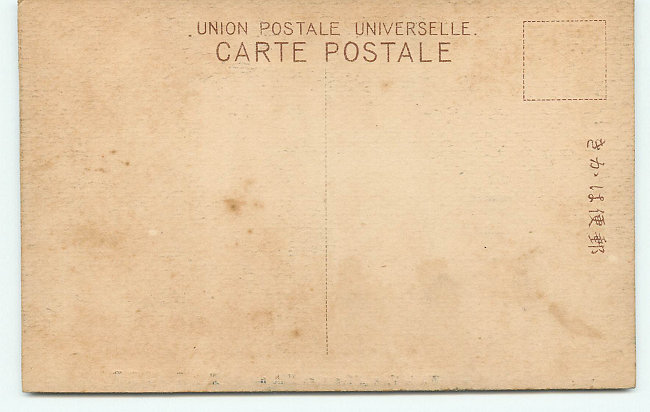 UNION POSTALE UNIVERSELLE.
CARTE POSTALE
郵便はかき